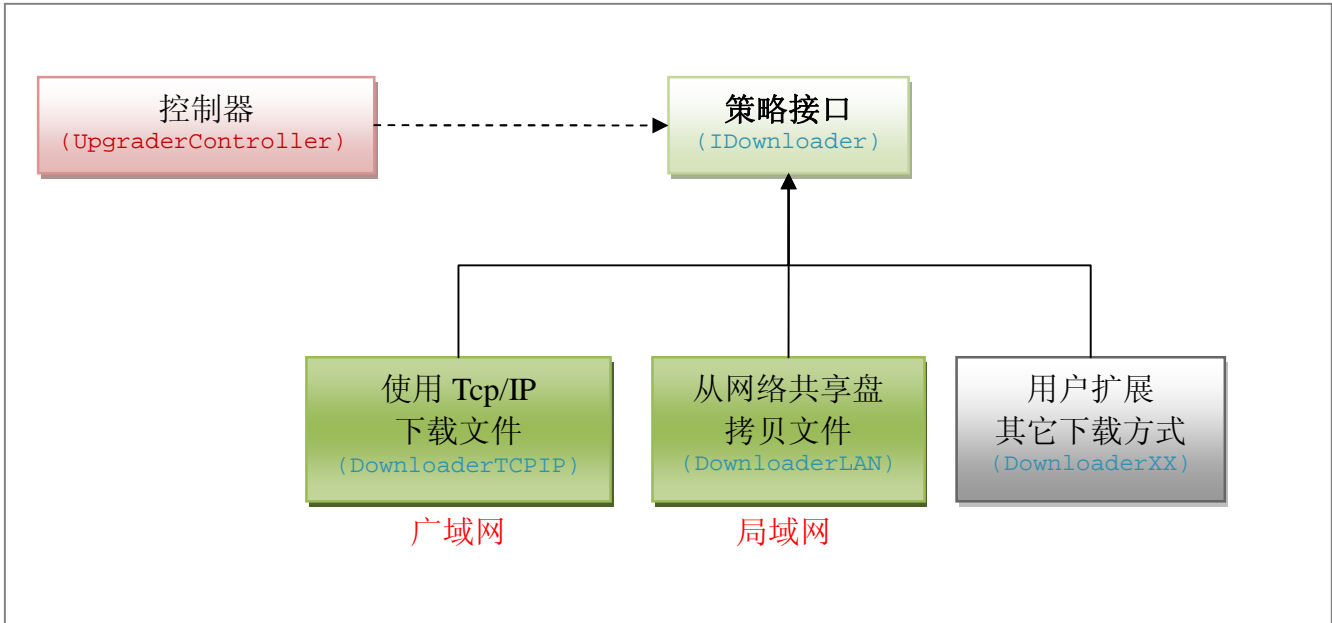 控制器
(UpgraderController)
策略接口
(IDownloader)
使用 Tcp/IP
下载文件
(DownloaderTCPIP)
广域网
从网络共享盘
拷贝文件
(DownloaderLAN)
局域网
用户扩展
其它下载方式
(DownloaderXX)